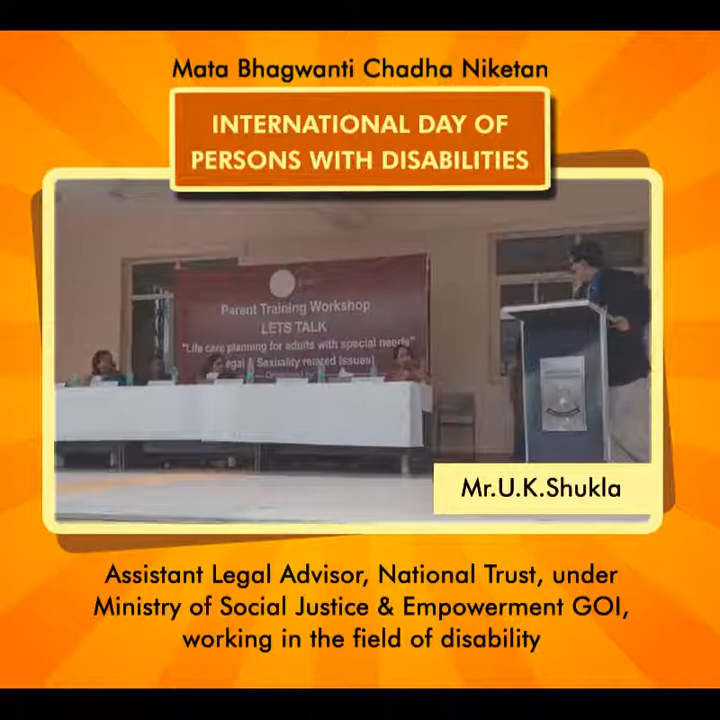 Mata Bhagwanti Chadha Niketan
INTERNATIONAL DAY OF
PERSONS WITH DISABILITIES
Parent Training Workshop
LETS TALK
"Life care planning for adults with special needs"
Legal & Sexuality related Issues)
Mr.U.K.Shukla
Assistant Legal Advisor, National Trust, under
Ministry of Social Justice & Empowerment GOI,
working in the field of disability